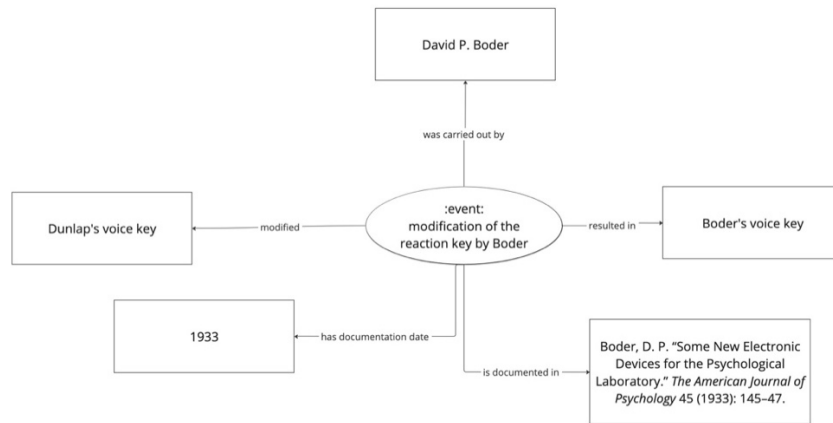 David P. Boder
was carried out by
:event:
modification of the
reaction key by Boder
Dunlap's voice key
modified
resulted in
Boder's voice key
1933
has documentation date
is documented in
Boder, D. P. “Some New Electronic
Devices for the Psychological
Laboratory.” The American Journal of
Psychology 45 (1933): 145–47.